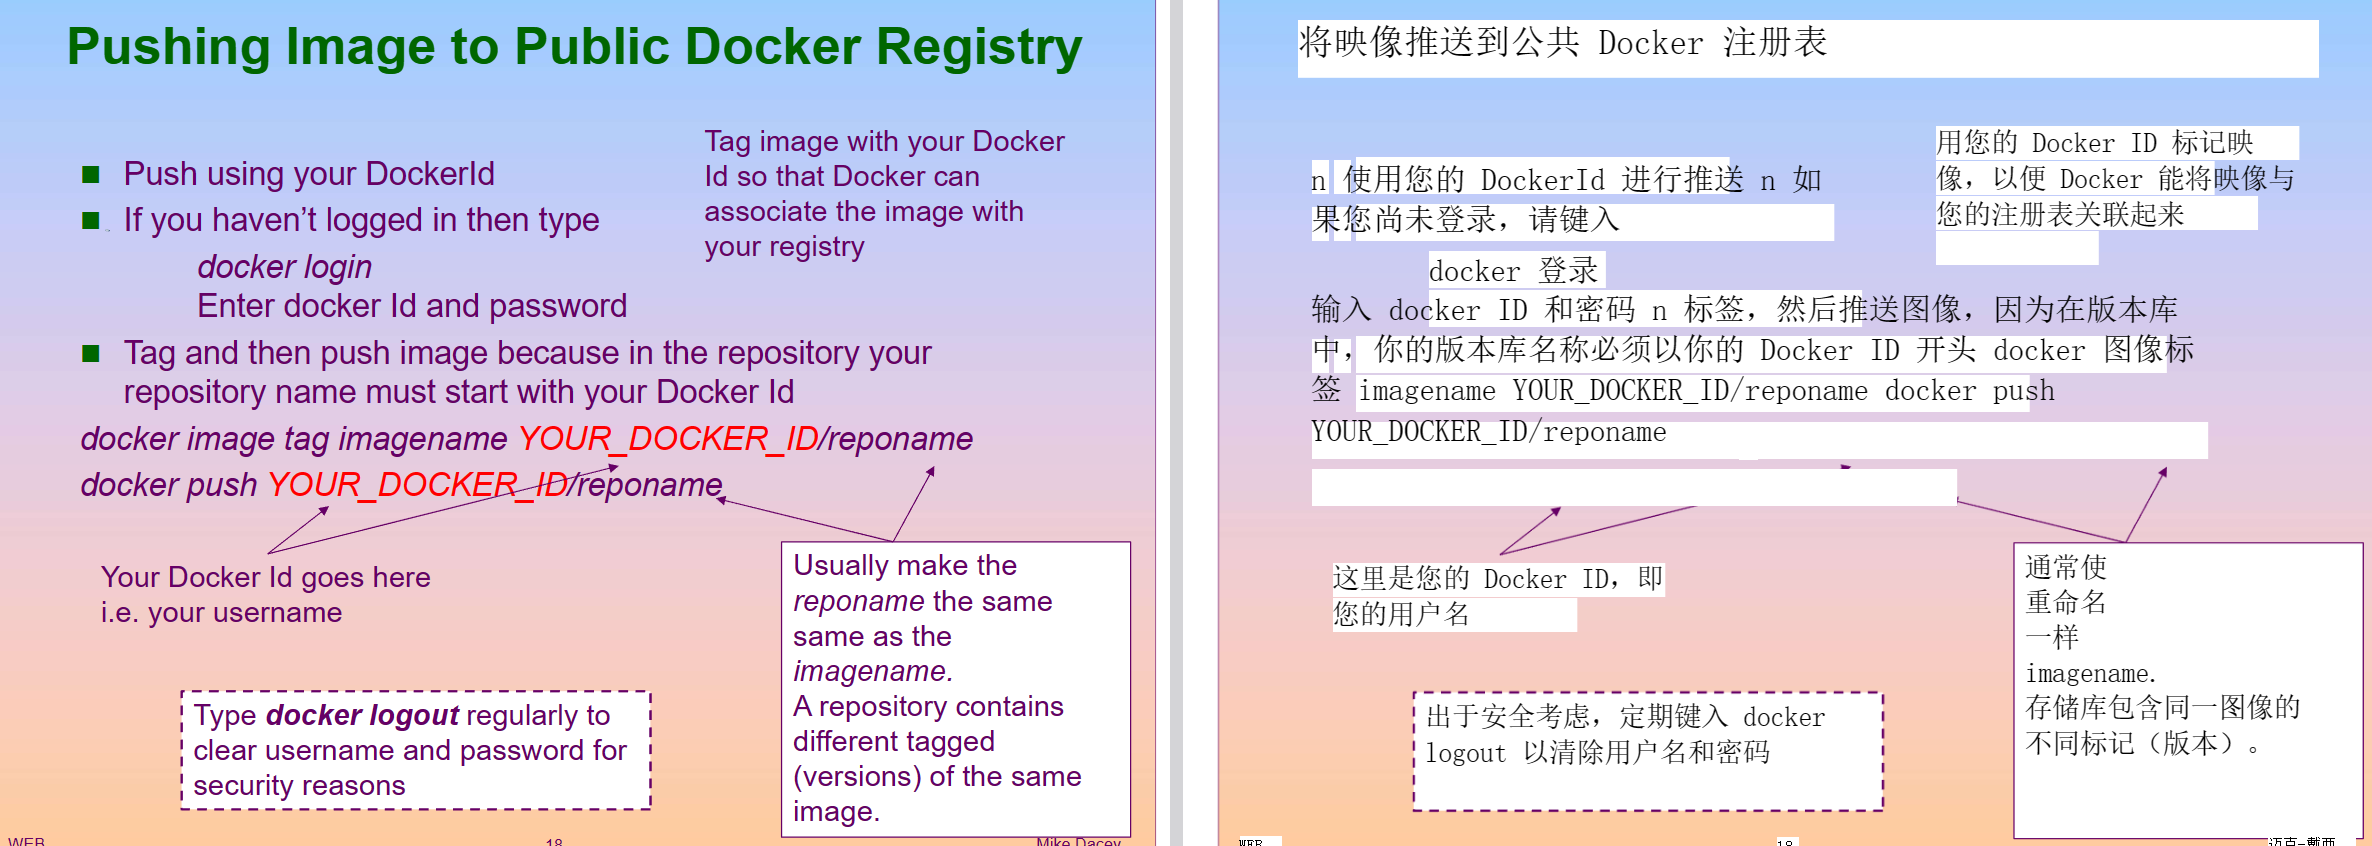 Pushing Image to Public Docker Registry
Tag image with your Docker
Id so that Docker can
associate the image with
your registry
Push using your DockerId
If you haven’t logged in then type
docker login
Enter docker Id and password
Tag and then push image because in the repository your
repository name must start with your Docker Id
docker image tag imagename YOUR_DOCKER_ID/reponame
docker push YOUR_DOCKER_ID/reponame
Your Docker Id goes here
i.e. your username
Usually make the
reponame the same
same as the
imagename.
A repository contains
different tagged
(versions) of the same
image.
Type docker logout regularly to
clear username and password for
security reasons
WEB
18
Mike Dacey
将映像推送到公共 Docker 注册表
用您的 Docker ID 标记映
像，以便 Docker 能将映像与
您的注册表关联起来
n 使用您的 DockerId 进行推送 n 如
果您尚未登录，请键入
docker 登录
输入 docker ID 和密码 n 标签，然后推送图像，因为在版本库
中，你的版本库名称必须以你的 Docker ID 开头 docker 图像标
签 imagename YOUR_DOCKER_ID/reponame docker push
YOUR_DOCKER_ID/reponame
这里是您的 Docker ID，即
您的用户名
通常使
重命名
一样
imagename.
存储库包含同一图像的
不同标记（版本）。
出于安全考虑，定期键入 docker
logout 以清除用户名和密码
WEB
18
迈克-戴西